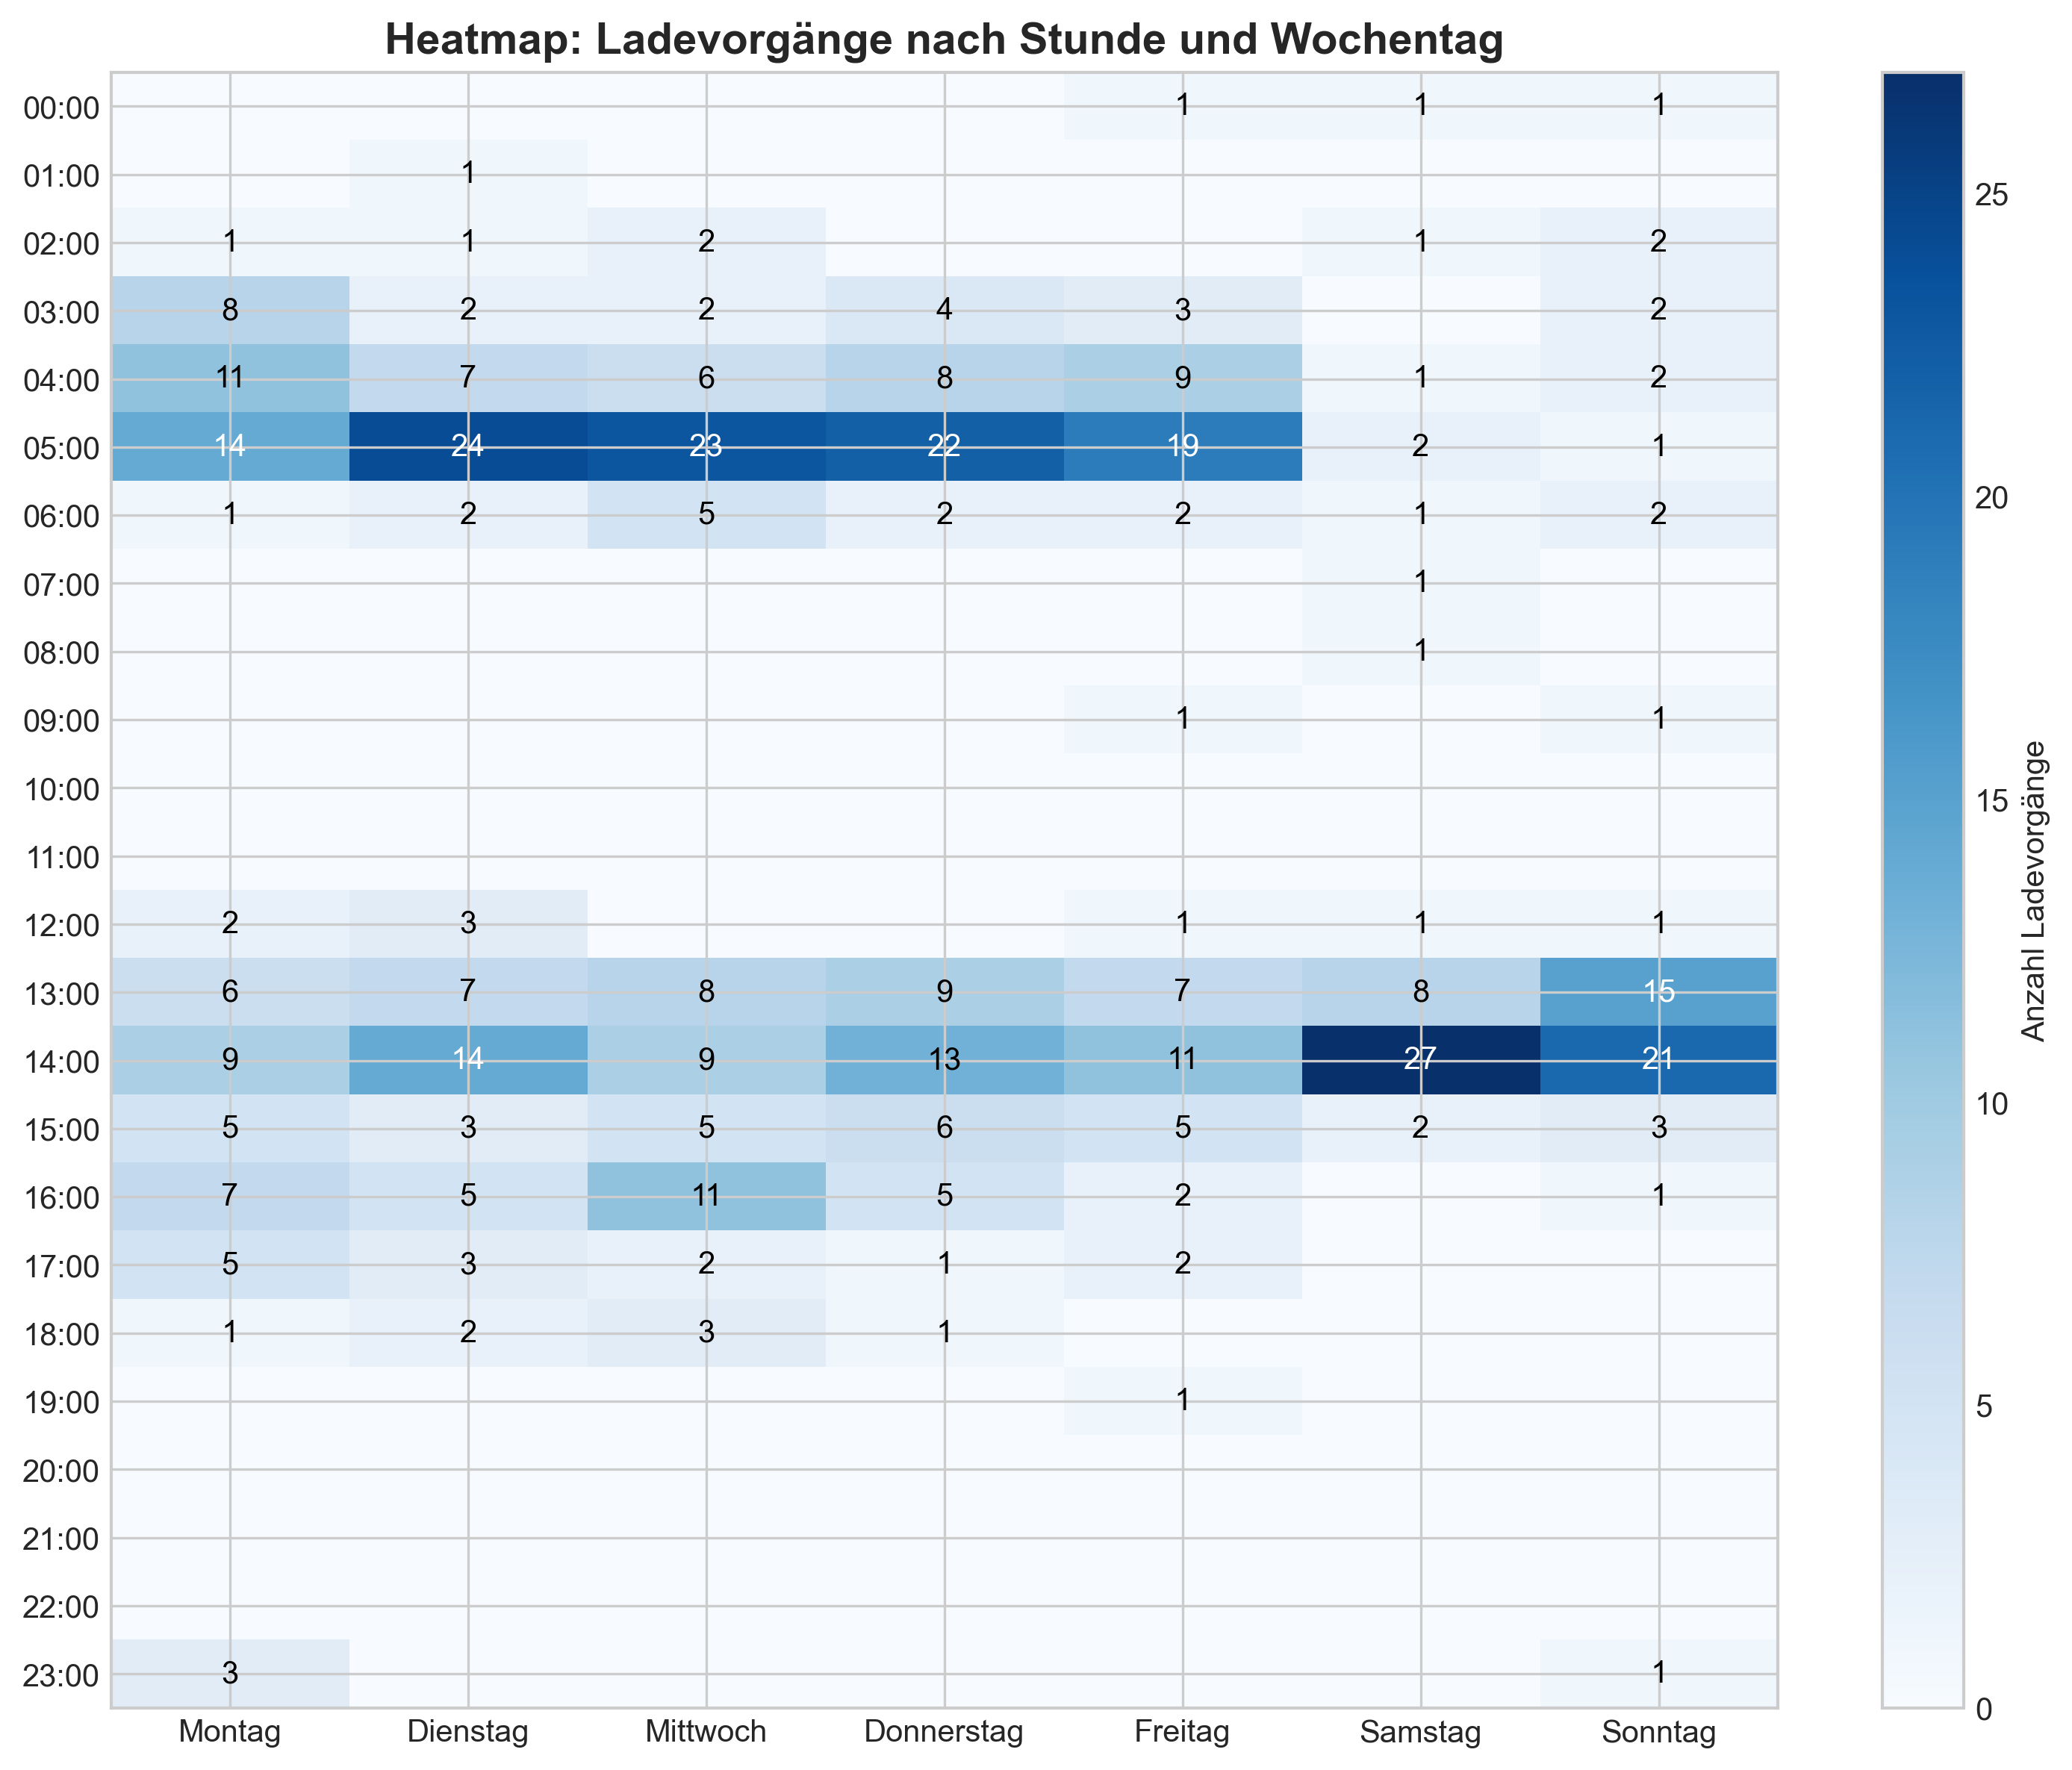 Heatmap: Ladevorgänge nach Stunde und Wochentag
00:00 1 1 1
01:00 1
02:00 1 1 2 1 2
03:00 8 2 2 4 3 2
04:00 11 7 6 8 9 1 2
05:00 14 24 23 22 19 2 1
06:00 1 2 5 2 2 1 2
07:00 1
08:00 1
09:00 1 1
10:00
11:00
12:00 2 3 1 1 1
13:00 6 7 8 9 7 8 15
14:00 9 14 9 13 11 27 21
15:00 5 3 5 6 5 2 3
16:00 7 5 11 5 2 1
17:00 5 3 2 1 2
18:00 1 2 3 1
19:00 1
20:00
21:00
22:00
23:00 3 1
Montag Dienstag Mittwoch Donnerstag Freitag Samstag Sonntag
25
20
15
10
5
0
Anzahl Ladevorgänge